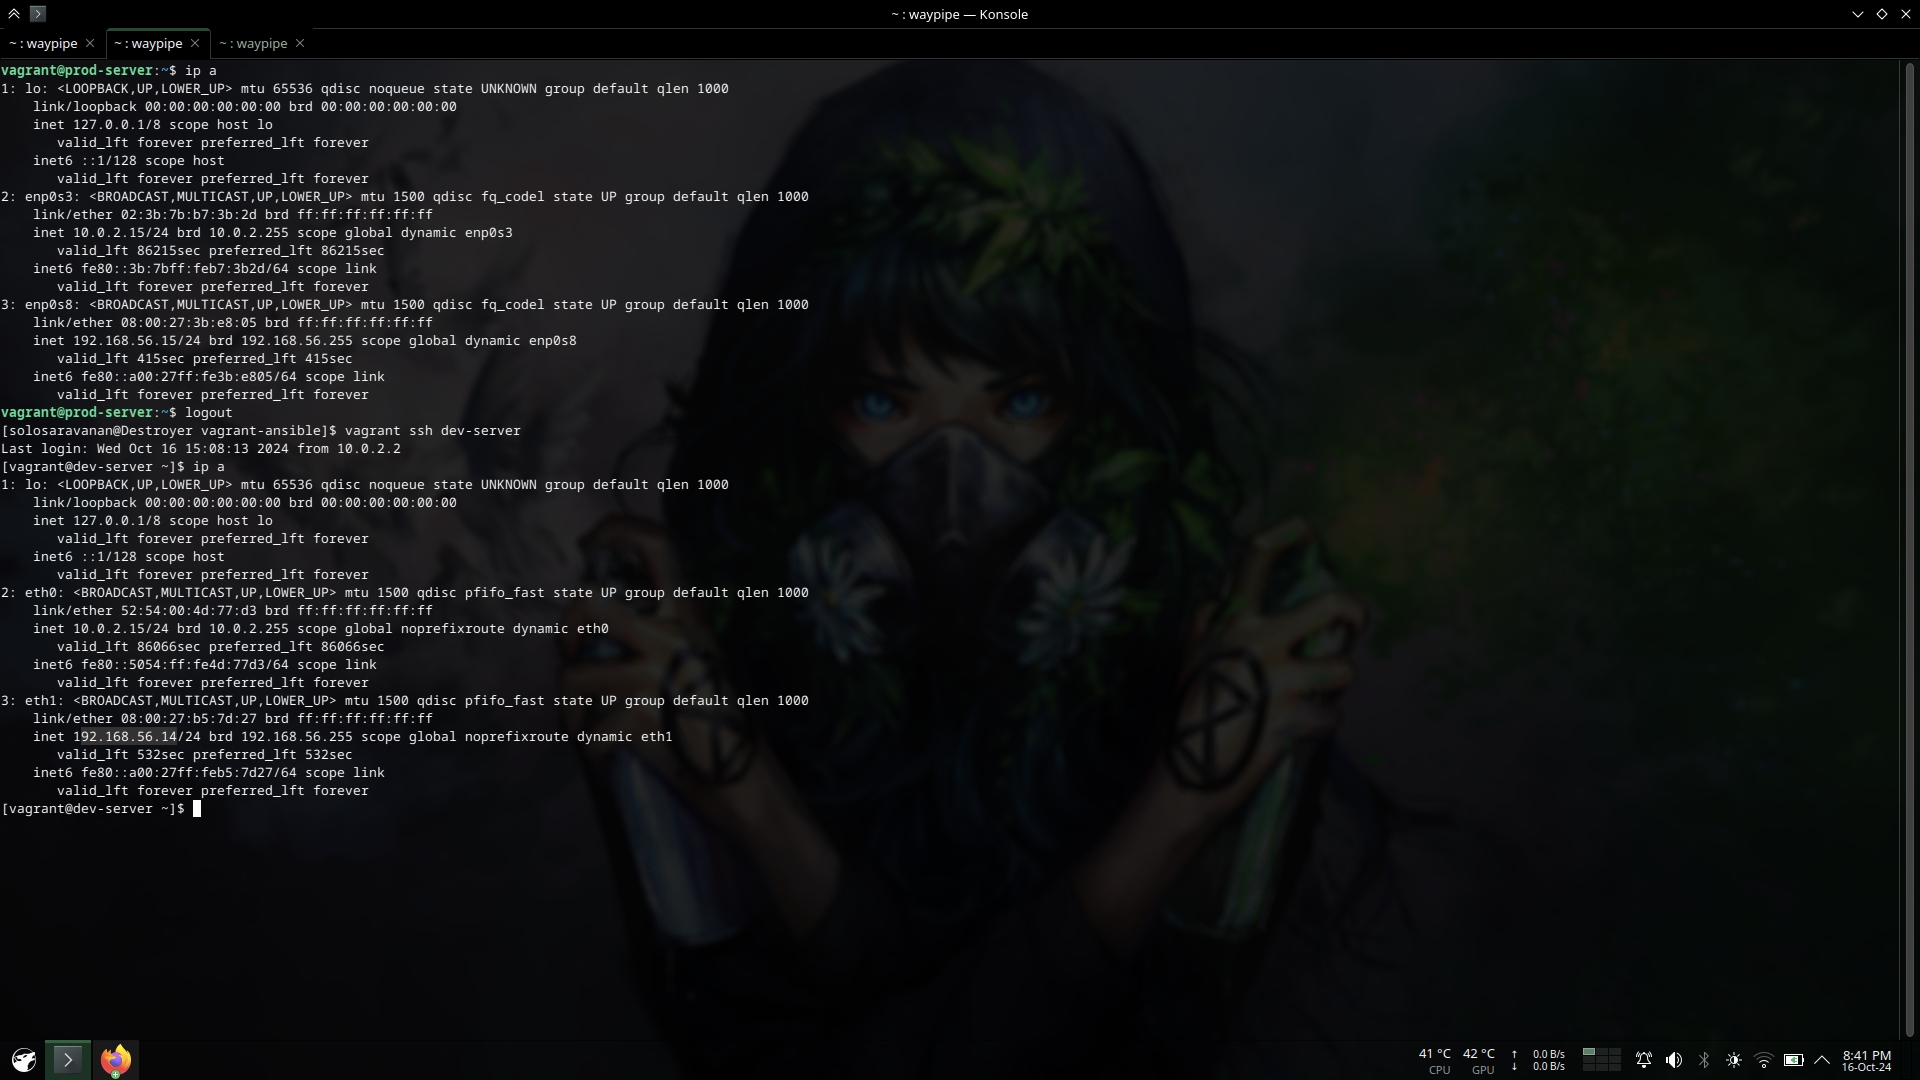 ~ : waypipe — Konsole
~ : waypipe ~ : waypipe ~ : waypipe
vagrant@prod-server:~$ ip a
1: lo: <LOOPBACK,UP,LOWER_UP> mtu 65536 qdisc noqueue state UNKNOWN group default qlen 1000
    link/loopback 00:00:00:00:00:00 brd 00:00:00:00:00:00
    inet 127.0.0.1/8 scope host lo
       valid_lft forever preferred_lft forever
    inet6 ::1/128 scope host
       valid_lft forever preferred_lft forever
2: enp0s3: <BROADCAST,MULTICAST,UP,LOWER_UP> mtu 1500 qdisc fq_codel state UP group default qlen 1000
    link/ether 02:3b:7b:b7:3b:2d brd ff:ff:ff:ff:ff:ff
    inet 10.0.2.15/24 brd 10.0.2.255 scope global dynamic enp0s3
       valid_lft 86215sec preferred_lft 86215sec
    inet6 fe80::3b:7bff:feb7:3b2d/64 scope link
       valid_lft forever preferred_lft forever
3: enp0s8: <BROADCAST,MULTICAST,UP,LOWER_UP> mtu 1500 qdisc fq_codel state UP group default qlen 1000
    link/ether 08:00:27:3b:e8:05 brd ff:ff:ff:ff:ff:ff
    inet 192.168.56.15/24 brd 192.168.56.255 scope global dynamic enp0s8
       valid_lft 415sec preferred_lft 415sec
    inet6 fe80::a00:27ff:fe3b:e805/64 scope link
       valid_lft forever preferred_lft forever
vagrant@prod-server:~$ logout
[solosaravanan@Destroyer vagrant-ansible]$ vagrant ssh dev-server
Last login: Wed Oct 16 15:08:13 2024 from 10.0.2.2
[vagrant@dev-server ~]$ ip a
1: lo: <LOOPBACK,UP,LOWER_UP> mtu 65536 qdisc noqueue state UNKNOWN group default qlen 1000
    link/loopback 00:00:00:00:00:00 brd 00:00:00:00:00:00
    inet 127.0.0.1/8 scope host lo
       valid_lft forever preferred_lft forever
    inet6 ::1/128 scope host
       valid_lft forever preferred_lft forever
2: eth0: <BROADCAST,MULTICAST,UP,LOWER_UP> mtu 1500 qdisc pfifo_fast state UP group default qlen 1000
    link/ether 52:54:00:4d:77:d3 brd ff:ff:ff:ff:ff:ff
    inet 10.0.2.15/24 brd 10.0.2.255 scope global noprefixroute dynamic eth0
       valid_lft 86066sec preferred_lft 86066sec
    inet6 fe80::5054:ff:fe4d:77d3/64 scope link
       valid_lft forever preferred_lft forever
3: eth1: <BROADCAST,MULTICAST,UP,LOWER_UP> mtu 1500 qdisc pfifo_fast state UP group default qlen 1000
    link/ether 08:00:27:b5:7d:27 brd ff:ff:ff:ff:ff:ff
    inet 192.168.56.14/24 brd 192.168.56.255 scope global noprefixroute dynamic eth1
       valid_lft 532sec preferred_lft 532sec
    inet6 fe80::a00:27ff:feb5:7d27/64 scope link
       valid_lft forever preferred_lft forever
[vagrant@dev-server ~]$
41 °C 42 °C ↑ 0.0 B/s 8:41 PM
CPU GPU ↓ 0.0 B/s 16-Oct-24